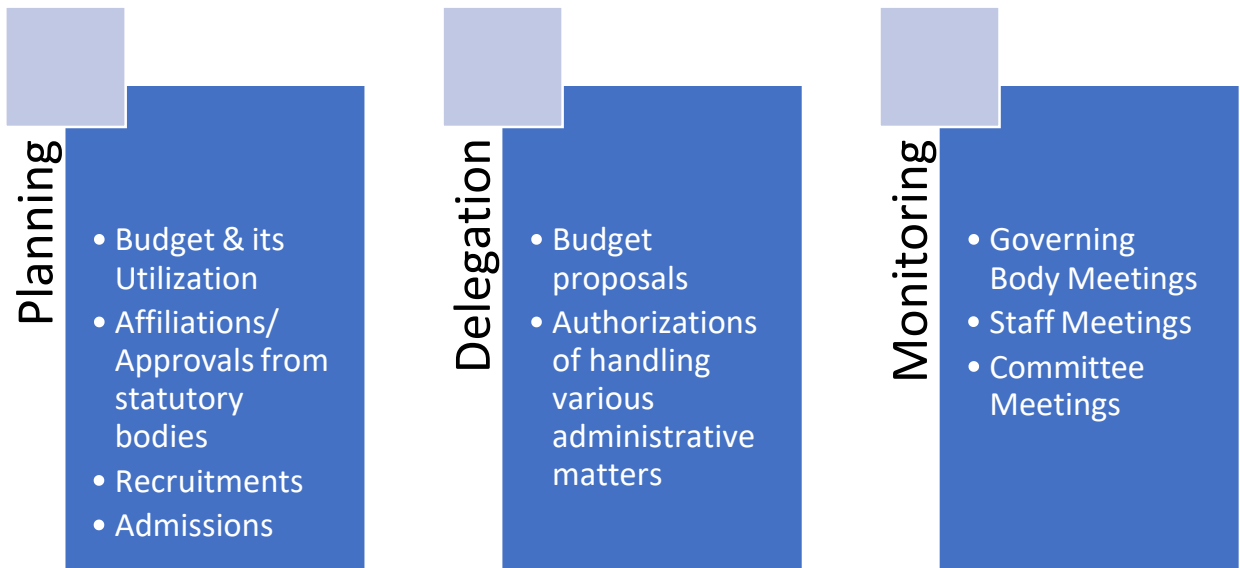 Planning
• Budget & its
Utilization
• Affiliations/
Approvals from
statutory
bodies
• Recruitments
• Admissions
Delegation
• Budget
proposals
• Authorizations
of handling
various
administrative
matters
Monitoring
• Governing
Body Meetings
• Staff Meetings
• Committee
Meetings